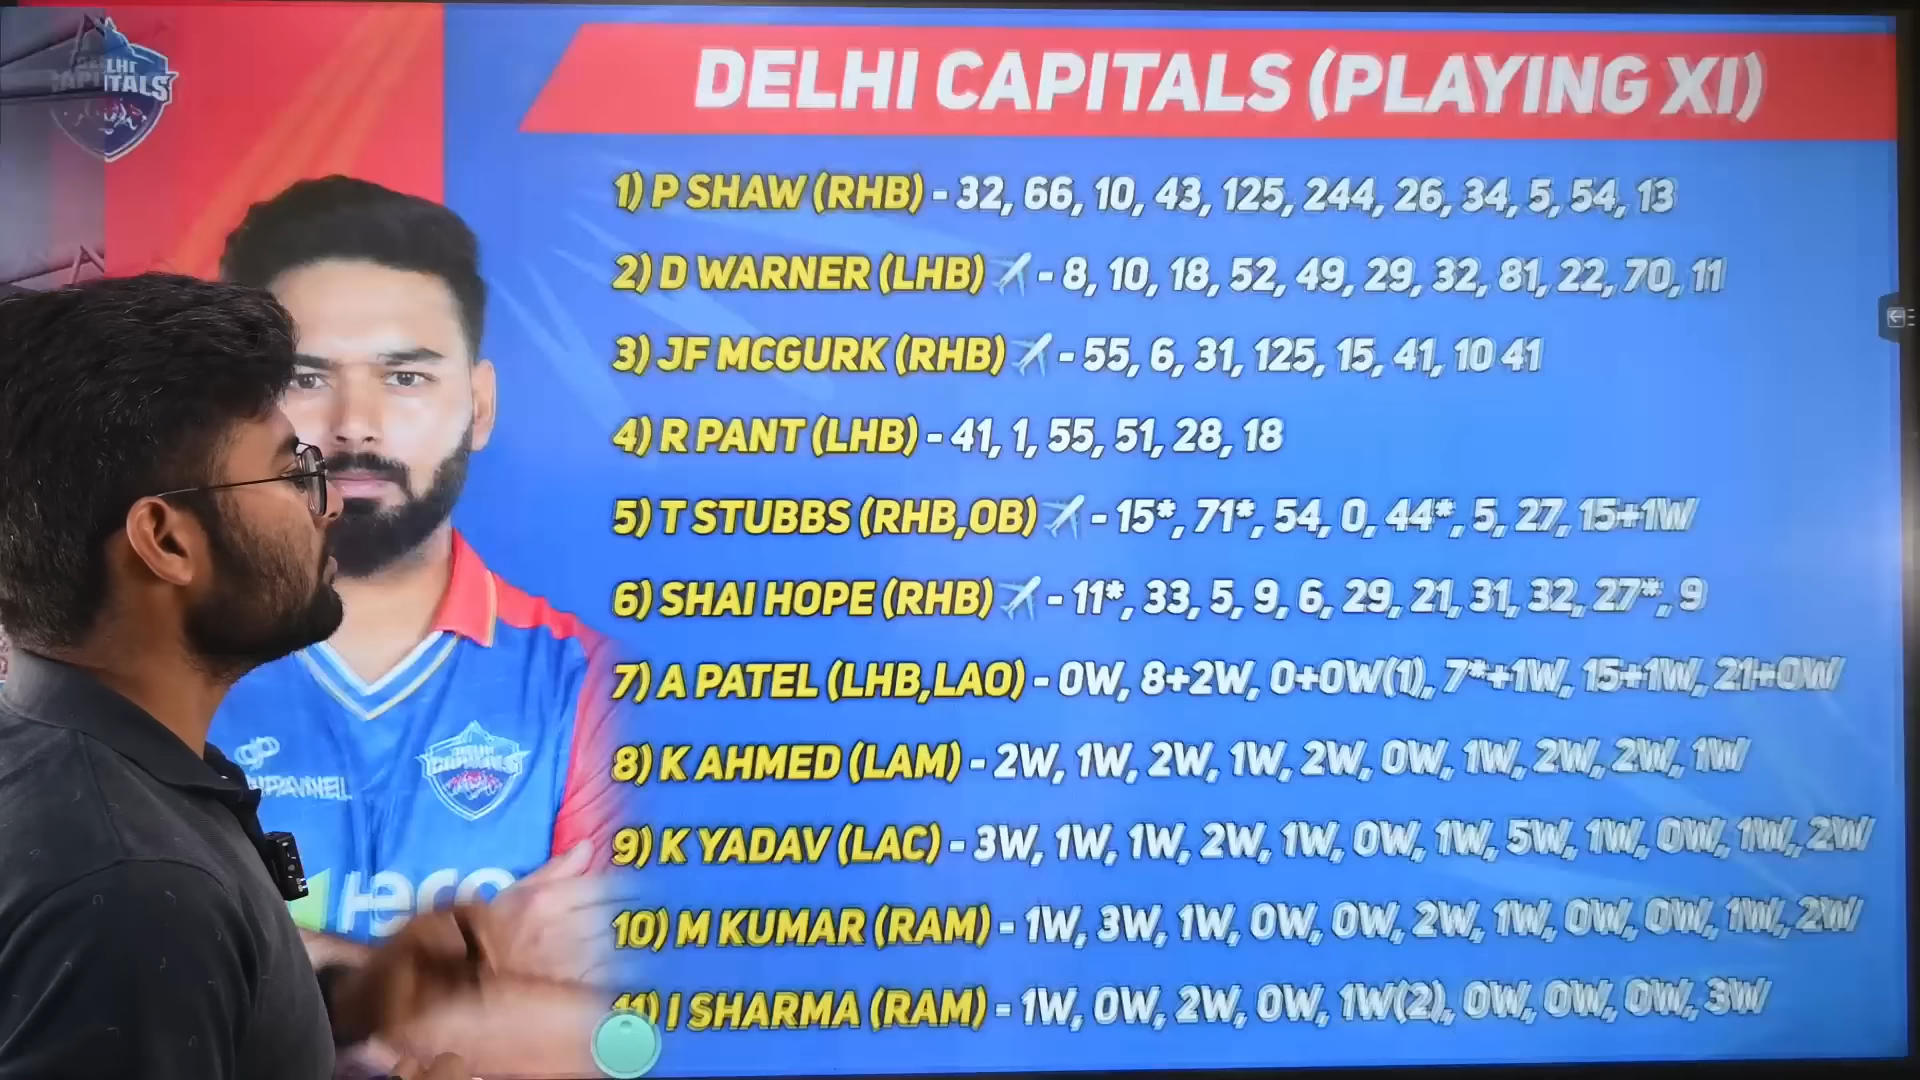 DELHI CAPITALS
DELHI CAPITALS (PLAYING XI)
1) P SHAW (RHB) - 32, 66, 10, 43, 125, 244, 26, 34, 5, 54, 13
2) D WARNER (LHB) ✈ - 8, 10, 18, 52, 49, 29, 32, 81, 22, 70, 11
3) JF MCGURK (RHB) ✈ - 55, 6, 31, 125, 15, 41, 10 41
4) R PANT (LHB) - 41, 1, 55, 51, 28, 18
5) T STUBBS (RHB,OB) ✈ - 15*, 71*, 54, 0, 44*, 5, 27, 15+1W
6) SHAI HOPE (RHB) ✈ - 11*, 33, 5, 9, 6, 29, 21, 31, 32, 27*, 9
7) A PATEL (LHB,LAO) - 0W, 8+2W, 0+0W(1), 7*+1W, 15+1W, 21+0W
8) K AHMED (LAM) - 2W, 1W, 2W, 1W, 2W, 0W, 1W, 2W, 2W, 1W
9) K YADAV (LAC) - 3W, 1W, 1W, 2W, 1W, 0W, 1W, 5W, 1W, 0W, 1W, 2W
10) M KUMAR (RAM) - 1W, 3W, 1W, 0W, 0W, 2W, 1W, 0W, 0W, 1W, 2W
11) I SHARMA (RAM) - 1W, 0W, 2W, 0W, 1W(2), 0W, 0W, 0W, 3W
DELHI CAPITALS